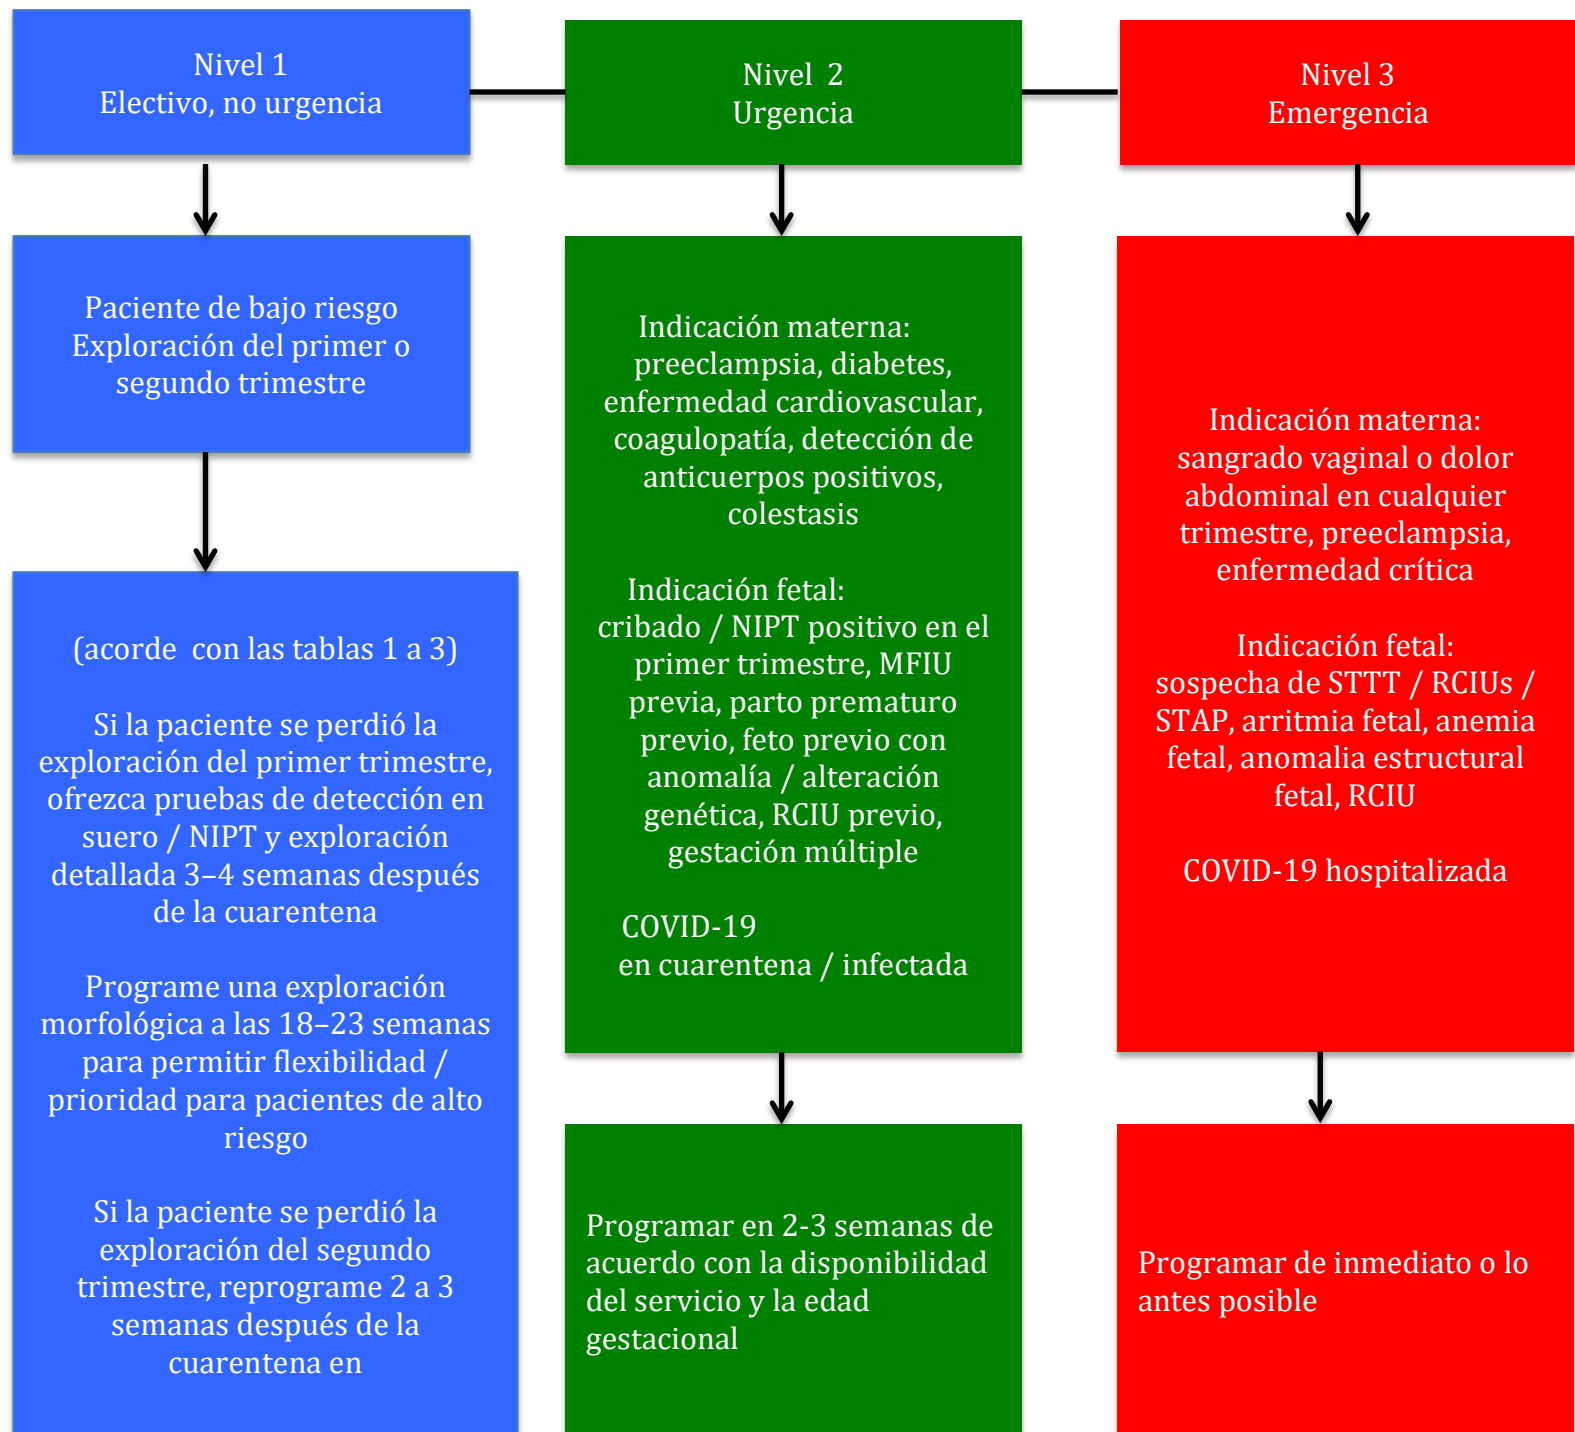 Nivel 1
Electivo, no urgencia
Nivel 2
Urgencia
Nivel 3
Emergencia
Paciente de bajo riesgo
Exploración del primer o
segundo trimestre
(acorde con las tablas 1 a 3)
Si la paciente se perdió la
exploración del primer trimestre,
ofrezca pruebas de detección en
suero / NIPT y exploración
detallada 3–4 semanas después
de la cuarentena
Programe una exploración
morfológica a las 18–23 semanas
para permitir flexibilidad /
prioridad para pacientes de alto
riesgo
Si la paciente se perdió la
exploración del segundo
trimestre, reprograme 2 a 3
semanas después de la
cuarentena en
Indicación materna:
preeclampsia, diabetes,
enfermedad cardiovascular,
coagulopatía, detección de
anticuerpos positivos,
colestasis
Indicación fetal:
cribado / NIPT positivo en el
primer trimestre, MFIU
previa, parto prematuro
previo, feto previo con
anomalía / alteración
genética, RCIU previo,
gestación múltiple
COVID-19
en cuarentena / infectada
Programar en 2-3 semanas de
acuerdo con la disponibilidad
del servicio y la edad
gestacional
Indicación materna:
sangrado vaginal o dolor
abdominal en cualquier
trimestre, preeclampsia,
enfermedad crítica
Indicación fetal:
sospecha de STTT / RCIUs /
STAP, arritmia fetal, anemia
fetal, anomalia estructural
fetal, RCIU
COVID-19 hospitalizada
Programar de inmediato o lo
antes posible